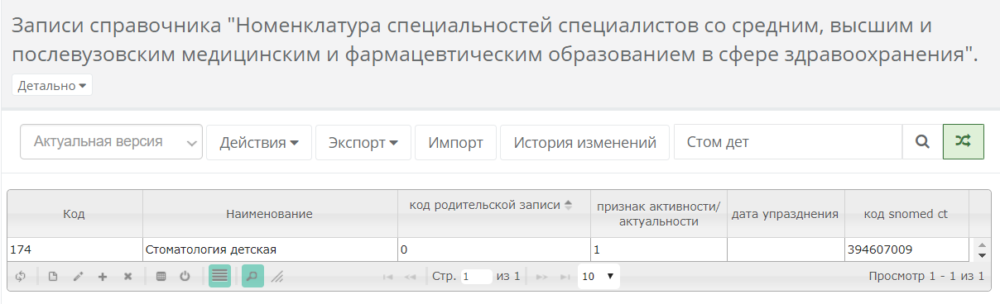 Записи справочника "Номенклатура специальностей специалистов со средним, высшим и
послевузовским медицинским и фармацевтическим образованием в сфере здравоохранения".
Детально
Актуальная версия Действия Экспорт Импорт История изменений Стом дет
Код Наименование код родительской записи признак активности/ актуальности дата упразднения код snomed ct
174 Стоматология детская 0 1 394607009
Стр. 1 из 1 10 Просмотр 1 - 1 из 1